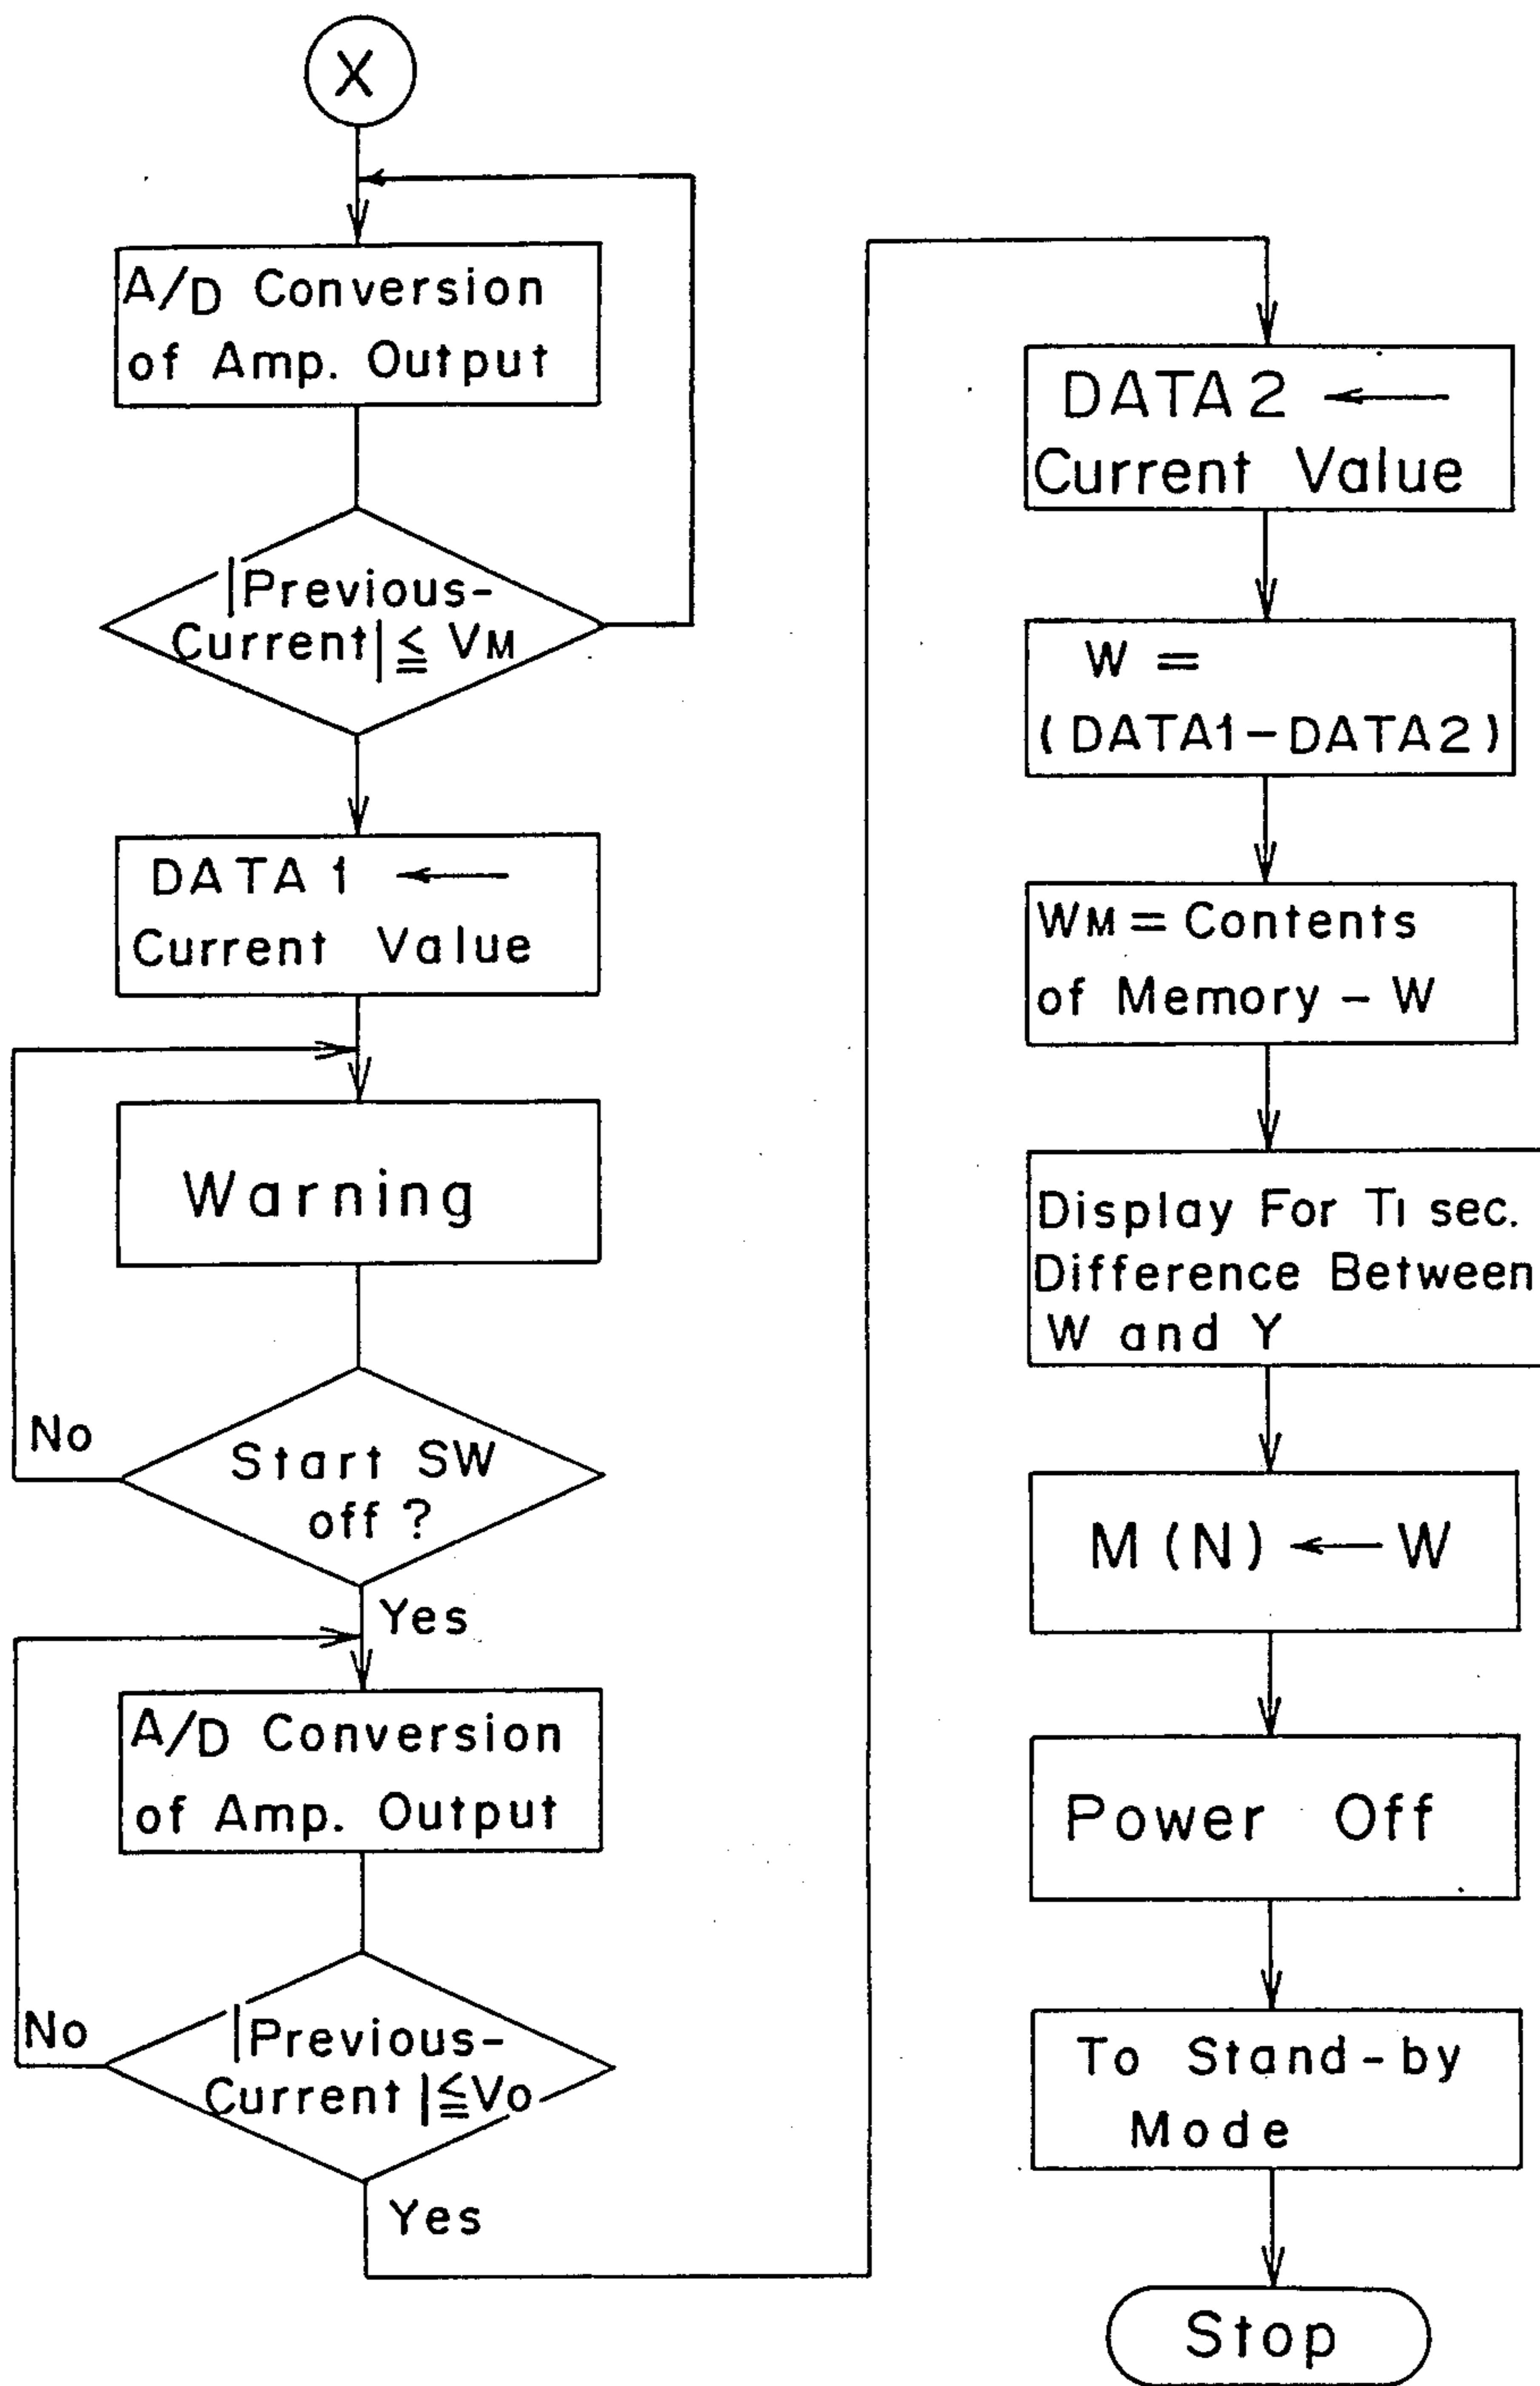 X
A/D Conversion
of Amp. Output
|Previous-
Current| ≦ VM
DATA 1 ←
Current Value
Warning
No
Start SW
off ?
Yes
A/D Conversion
of Amp. Output
No
|Previous-
Current | ≦ Vo
Yes
DATA 2 ←
Current Value
W =
( DATA1 – DATA2 )
WM = Contents
of Memory – W
Display For T1 sec.
Difference Between
W and Y
M (N) ← W
Power Off
To Stand-by
Mode
Stop